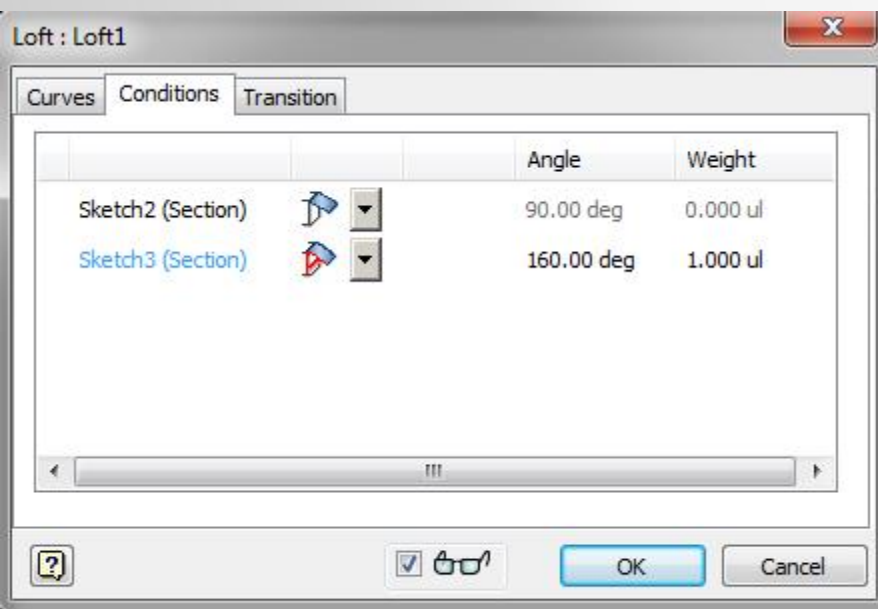 Loft : Loft1
Curves Conditions Transition
Angle Weight
Sketch2 (Section) 90.00 deg 0.000 ul
Sketch3 (Section) 160.00 deg 1.000 ul
?
OK Cancel